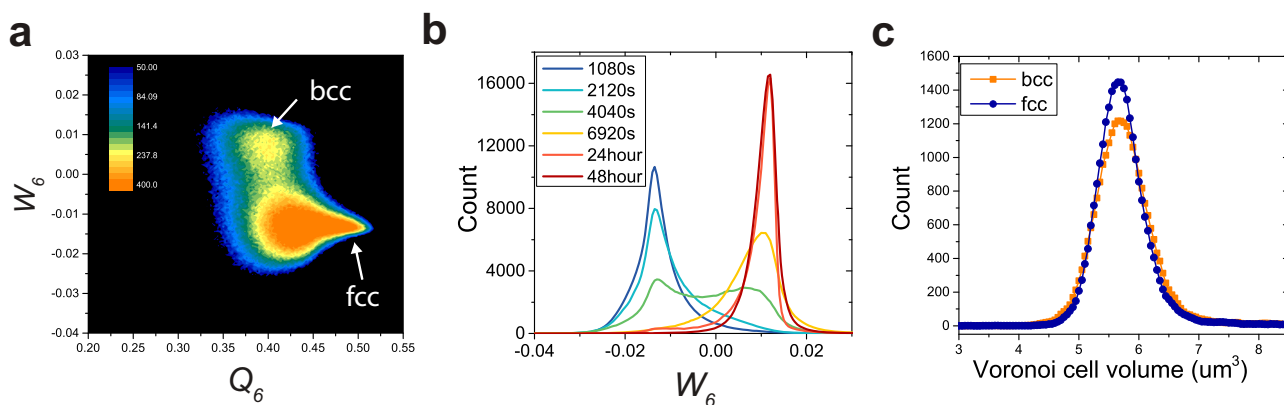 a
0.03
0.02
0.01
0.00
-0.01
-0.02
-0.03
-0.04
W6
50.00
84.09
141.4
237.8
400.0
bcc
fcc
0.20 0.25 0.30 0.35 0.40 0.45 0.50 0.55
Q6
b
16000
12000
8000
4000
0
Count
1080s
2120s
4040s
6920s
24hour
48hour
-0.04 -0.02 0.00 0.02
W6
c
1600
1400
1200
1000
800
600
400
200
0
Count
bcc
fcc
3 4 5 6 7 8
Voronoi cell volume (um³)